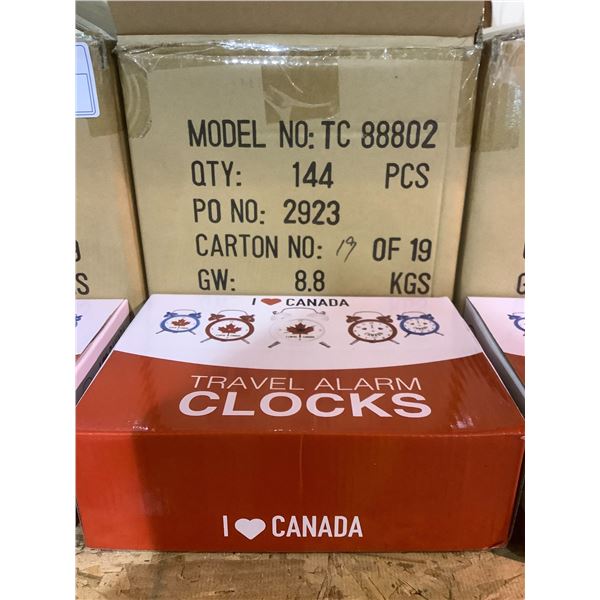 MODEL NO: TC 88802
QTY: 144 PCS
PO NO: 2923
CARTON NO: 19 OF 19
GW: 8.8 KGS
I ❤ CANADA
TRAVEL ALARM
CLOCKS
I ❤ CANADA
9
S